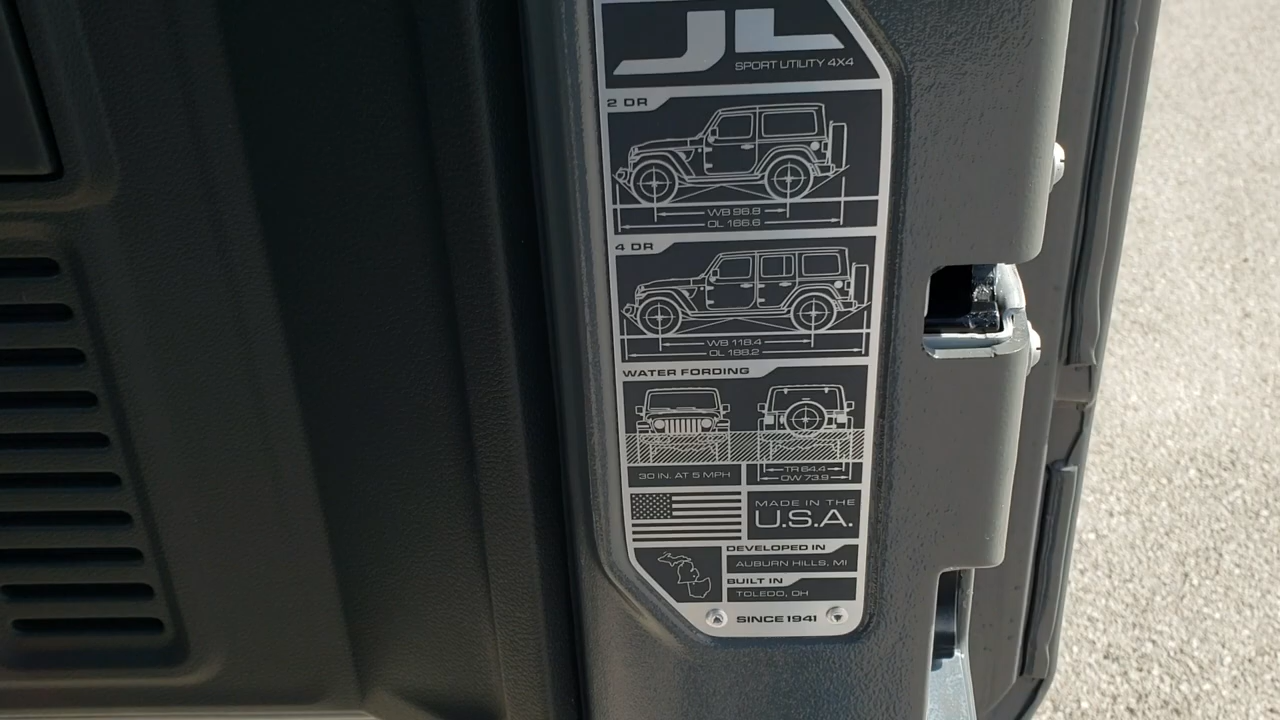 JL
SPORT UTILITY 4X4
2 DR
WB 96.8
OL 166.6
4 DR
WB 118.4
OL 188.2
WATER FORDING
30 IN. AT 5 MPH
TR 64.4
OW 73.9
MADE IN THE
U.S.A.
DEVELOPED IN
AUBURN HILLS, MI
BUILT IN
TOLEDO, OH
SINCE 1941